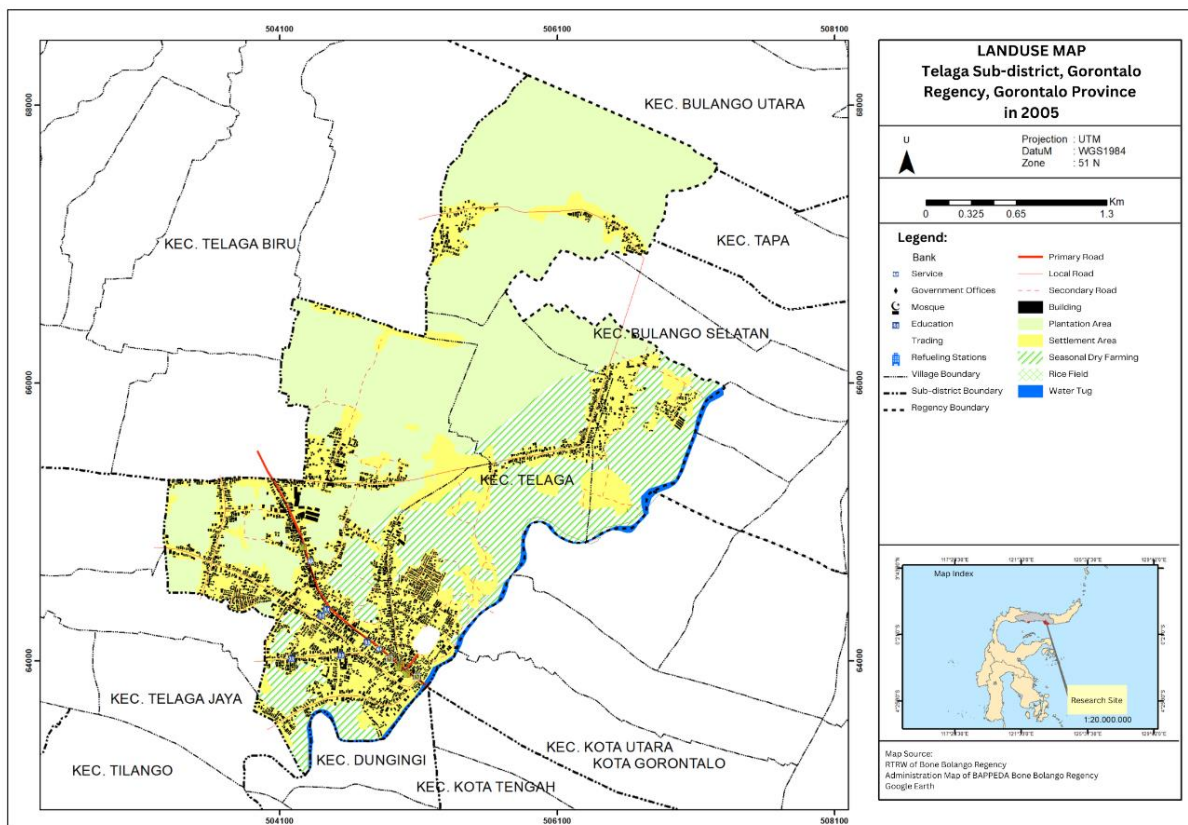 504100
506100
508100
68000
68000
66000
66000
64000
64000
504100
506100
508100
KEC. BULANGO UTARA
KEC. TELAGA BIRU
KEC. TAPA
KEC. BULANGO SELATAN
KEC. TELAGA
KEC. TELAGA JAYA
KEC. TILANGO
KEC. DUNGINGI
KEC. KOTA TENGAH
KEC. KOTA UTARA
KOTA GORONTALO
LANDUSE MAP
Telaga Sub-district, Gorontalo
Regency, Gorontalo Province
in 2005
U
Projection : UTM
DatuM : WGS1984
Zone : 51 N
Km
0 0.325 0.65 1.3
Legend:
Bank
Service
Government Offices
Mosque
Education
Trading
Refueling Stations
Village Boundary
Sub-district Boundary
Regency Boundary
Primary Road
Local Road
Secondary Road
Building
Plantation Area
Settlement Area
Seasonal Dry Farming
Rice Field
Water Tug
Map Index
Research Site
1:20.000.000
Map Source:
RTRW of Bone Bolango Regency
Administration Map of BAPPEDA Bone Bolango Regency
Google Earth